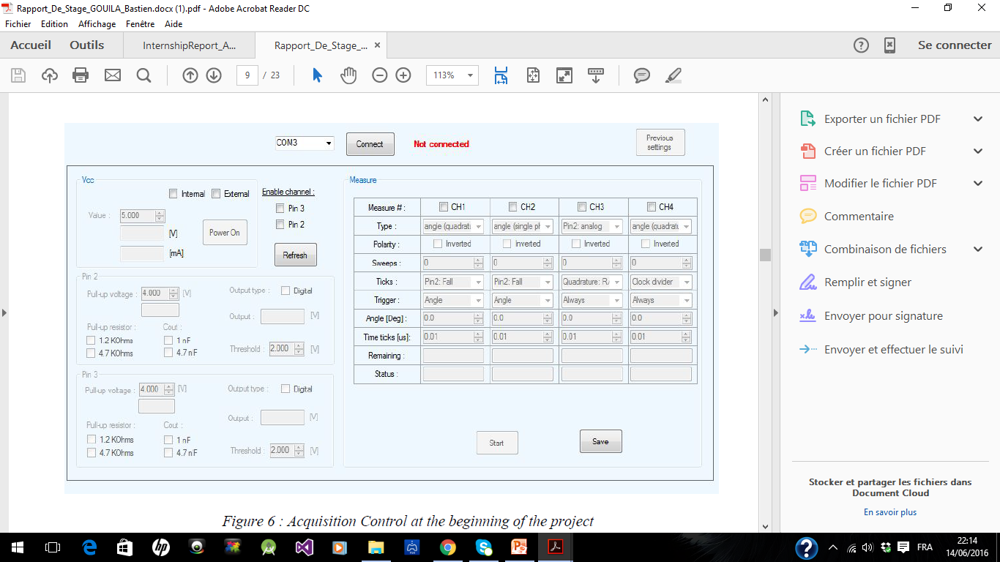 Rapport_De_Stage_GOUILA_Bastien.docx (1).pdf - Adobe Acrobat Reader DC
Fichier Edition Affichage Fenêtre Aide
Accueil Outils InternshipReport_A... Rapport_De_Stage_... × Se connecter
9 / 23 113%
COM3 Connect Not connected Previous settings
Vcc
Internal External
Value : 5.000
[V]
[mA]
Power On
Enable channel :
Pin 3
Pin 2
Refresh
Pin 2
Pull-up voltage : 4.000 [V] Output type : Digital
Output : [V]
Pull-up resistor : Cout :
1.2 KOhms 1 nF
4.7 KOhms 4.7 nF
Threshold : 2.000 [V]
Pin 3
Pull-up voltage : 4.000 [V] Output type : Digital
Output : [V]
Pull-up resistor : Cout :
1.2 KOhms 1 nF
4.7 KOhms 4.7 nF
Threshold : 2.000 [V]
Measure
Measure # : CH1 CH2 CH3 CH4
Type : angle (quadrati angle (single pl Pin2: analog angle (quadrati
Polarity : Inverted Inverted Inverted Inverted
Sweeps : 0 0 0 0
Ticks : Pin2: Fall Pin2: Fall Quadrature: R/ Clock divider
Trigger : Angle Angle Always Always
Angle [Deg] : 0.0 0.0 0.0 0.0
Time ticks [us]: 0.01 0.01 0.01 0.01
Remaining :
Status :
Start Save
Figure 6 : Acquisition Control at the beginning of the project
Exporter un fichier PDF
Créer un fichier PDF
Modifier le fichier PDF
Commentaire
Combinaison de fichiers
Remplir et signer
Envoyer pour signature
Envoyer et effectuer le suivi
Stocker et partager les fichiers dans
Document Cloud
En savoir plus
FRA
22:14
14/06/2016